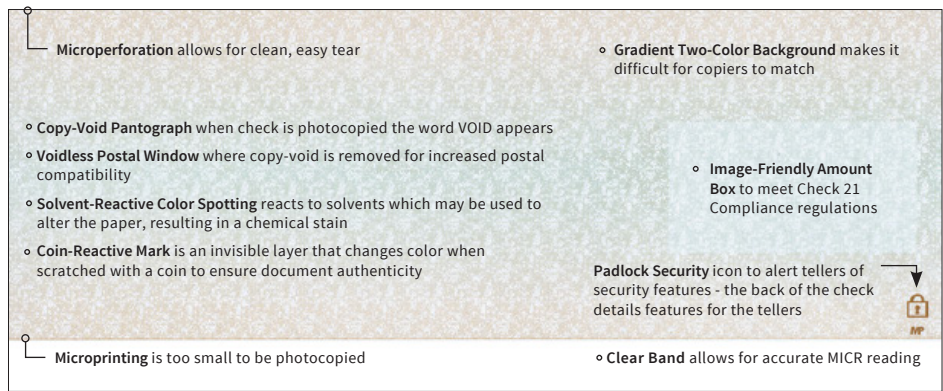 Microperforation allows for clean, easy tear
Gradient Two-Color Background makes it
difficult for copiers to match
Copy-Void Pantograph when check is photocopied the word VOID appears
Voidless Postal Window where copy-void is removed for increased postal
compatibility
Solvent-Reactive Color Spotting reacts to solvents which may be used to
alter the paper, resulting in a chemical stain
Coin-Reactive Mark is an invisible layer that changes color when
scratched with a coin to ensure document authenticity
Image-Friendly Amount
Box to meet Check 21
Compliance regulations
Padlock Security icon to alert tellers of
security features - the back of the check
details features for the tellers
MP
Microprinting is too small to be photocopied
Clear Band allows for accurate MICR reading